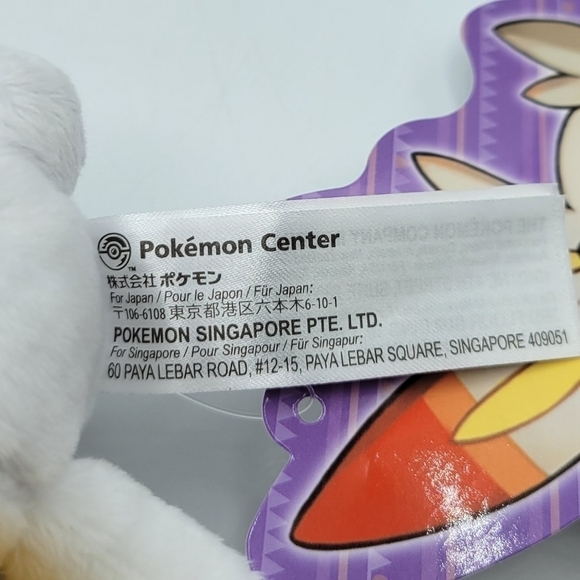 Pokémon Center
TM
株式会社 ポケモン
For Japan / Pour le Japon / Für Japan:
〒106-6108 東京都港区六本木6-10-1
POKEMON SINGAPORE PTE. LTD.
For Singapore / Pour Singapour / Für Singapur:
60 PAYA LEBAR ROAD, #12-15, PAYA LEBAR SQUARE, SINGAPORE 409051